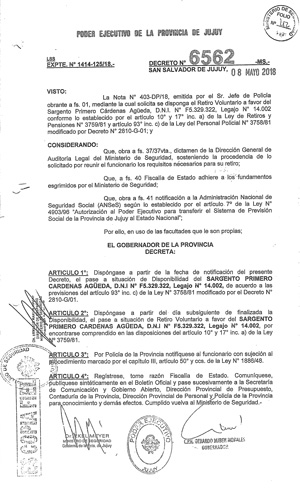 PODER EJECUTIVO DE LA PROVINCIA DE JUJUY
DECRETO N° 6562 -MS.-
EXPTE. N° 1414-125/18.-
SAN SALVADOR DE JUJUY, 08 MAYO 2018
VISTO:
La Nota N° 403-DP/18, emitida por el Sr. Jefe de Policía
obrante a fs. 01, mediante la cual solicita se disponga el Retiro Voluntario a favor del
Sargento Primero Cárdenas Agüeda, D.N.I. N° F5.329.322, Legajo N° 14.002
conforme lo establecido por el artículo 10° y 17° inc. a) de la Ley de Retiros y
Pensiones N° 3759/81 y artículo 93° inc. c) de la Ley del Personal Policial N° 3758/81
modificado por Decreto N° 2810-G-01; y
CONSIDERANDO:
Que, obra a fs. 37/37vta., dictamen de la Dirección General de
Auditoría Legal del Ministerio de Seguridad, sosteniendo la procedencia de lo
solicitado por reunir el funcionario los requisitos necesarios para su retiro;
Que, a fs. 40 Fiscalía de Estado adhiere a los fundamentos
esgrimidos por el Ministerio de Seguridad;
Que, obra a fs. 41 notificación a la Administración Nacional de
Seguridad Social (ANSeS) según lo establecido por el artículo 7° de la Ley N°
4903/96 "Autorización al Poder Ejecutivo para transferir el Sistema de Previsión
Social de la Provincia de Jujuy al Estado Nacional";
Por ello, en uso de las facultades que le son propias;
EL GOBERNADOR DE LA PROVINCIA
DECRETA:
ARTICULO 1°: Dispóngase a partir de la fecha de notificación del presente
Decreto, el pase a situación de Disponibilidad del SARGENTO PRIMERO
CARDENAS AGÜEDA, D.N.I N° F5.329.322, Legajo N° 14.002, de acuerdo a las
previsiones del artículo 93° inc. c) de la Ley N° 3758/81 modificado por el Decreto N°
2810-G/01.
ARTICULO 2°: Dispóngase a partir del día subsiguiente de finalizada la
Disponibilidad, el pase a situación de Retiro Voluntario a favor del SARGENTO
PRIMERO CARDENAS AGÜEDA, D.N.I N° F5.329.322, Legajo N° 14.002, por
encontrarse comprendido en las disposiciones del artículo 10° y 17° inc. a) de la Ley
N° 3759/81.
ARTICULO 3°: Por Policía de la Provincia notifíquese al funcionario con sujeción al
procedimiento marcado por el capítulo III, artículo 50° y ccs. de la Ley N° 1886/48.
ARTICULO 4°: Regístrese, tome razón Fiscalía de Estado. Comuníquese,
publíquese sintéticamente en el Boletín Oficial y pase sucesivamente a la Secretaría
de Comunicación y Gobierno Abierto, Dirección Provincial de Presupuesto,
Contaduría de la Provincia, Dirección Provincial de Personal y Policía de la Provincia
para conocimiento y demás efectos. Cumplido vuelva al Ministerio de Seguridad.-
PODER EJECUTIVO
JUJUY
GOBERNADOR